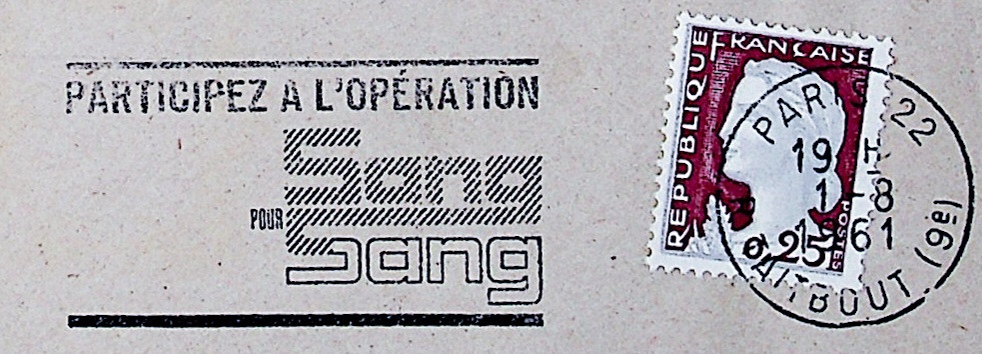 PARTICIPEZ A L'OPÉRATION
Sang
POUR
Sang
RÉPUBLIQUE FRANÇAISE
0,25
POSTES
PARIS 22
19 H
1 - 8
1961
R. TAITBOUT (9e)